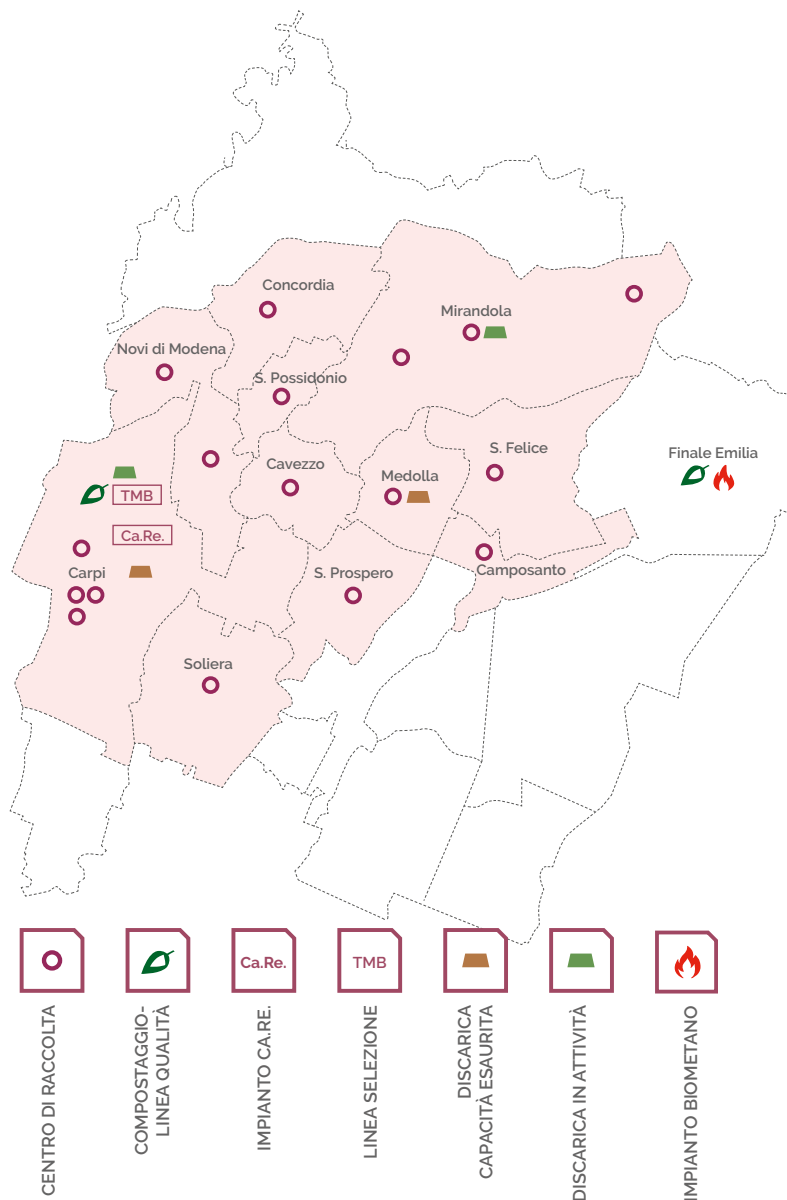 Concordia
Mirandola
Novi di Modena
S. Possidonio
S. Felice
Cavezzo
Medolla
Finale Emilia
TMB
Ca.Re.
Carpi
S. Prospero
Camposanto
Soliera
Ca.Re.
TMB
CENTRO DI RACCOLTA
COMPOSTAGGIO-
LINEA QUALITÀ
IMPIANTO CA.RE.
LINEA SELEZIONE
DISCARICA
CAPACITÀ ESAURITA
DISCARICA IN ATTIVITÀ
IMPIANTO BIOMETANO